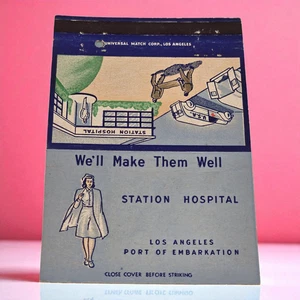 UNIVERSAL MATCH CORP., LOS ANGELES
STATION HOSPITAL
We'll Make Them Well
STATION HOSPITAL
LOS ANGELES
PORT OF EMBARKATION
CLOSE COVER BEFORE STRIKING